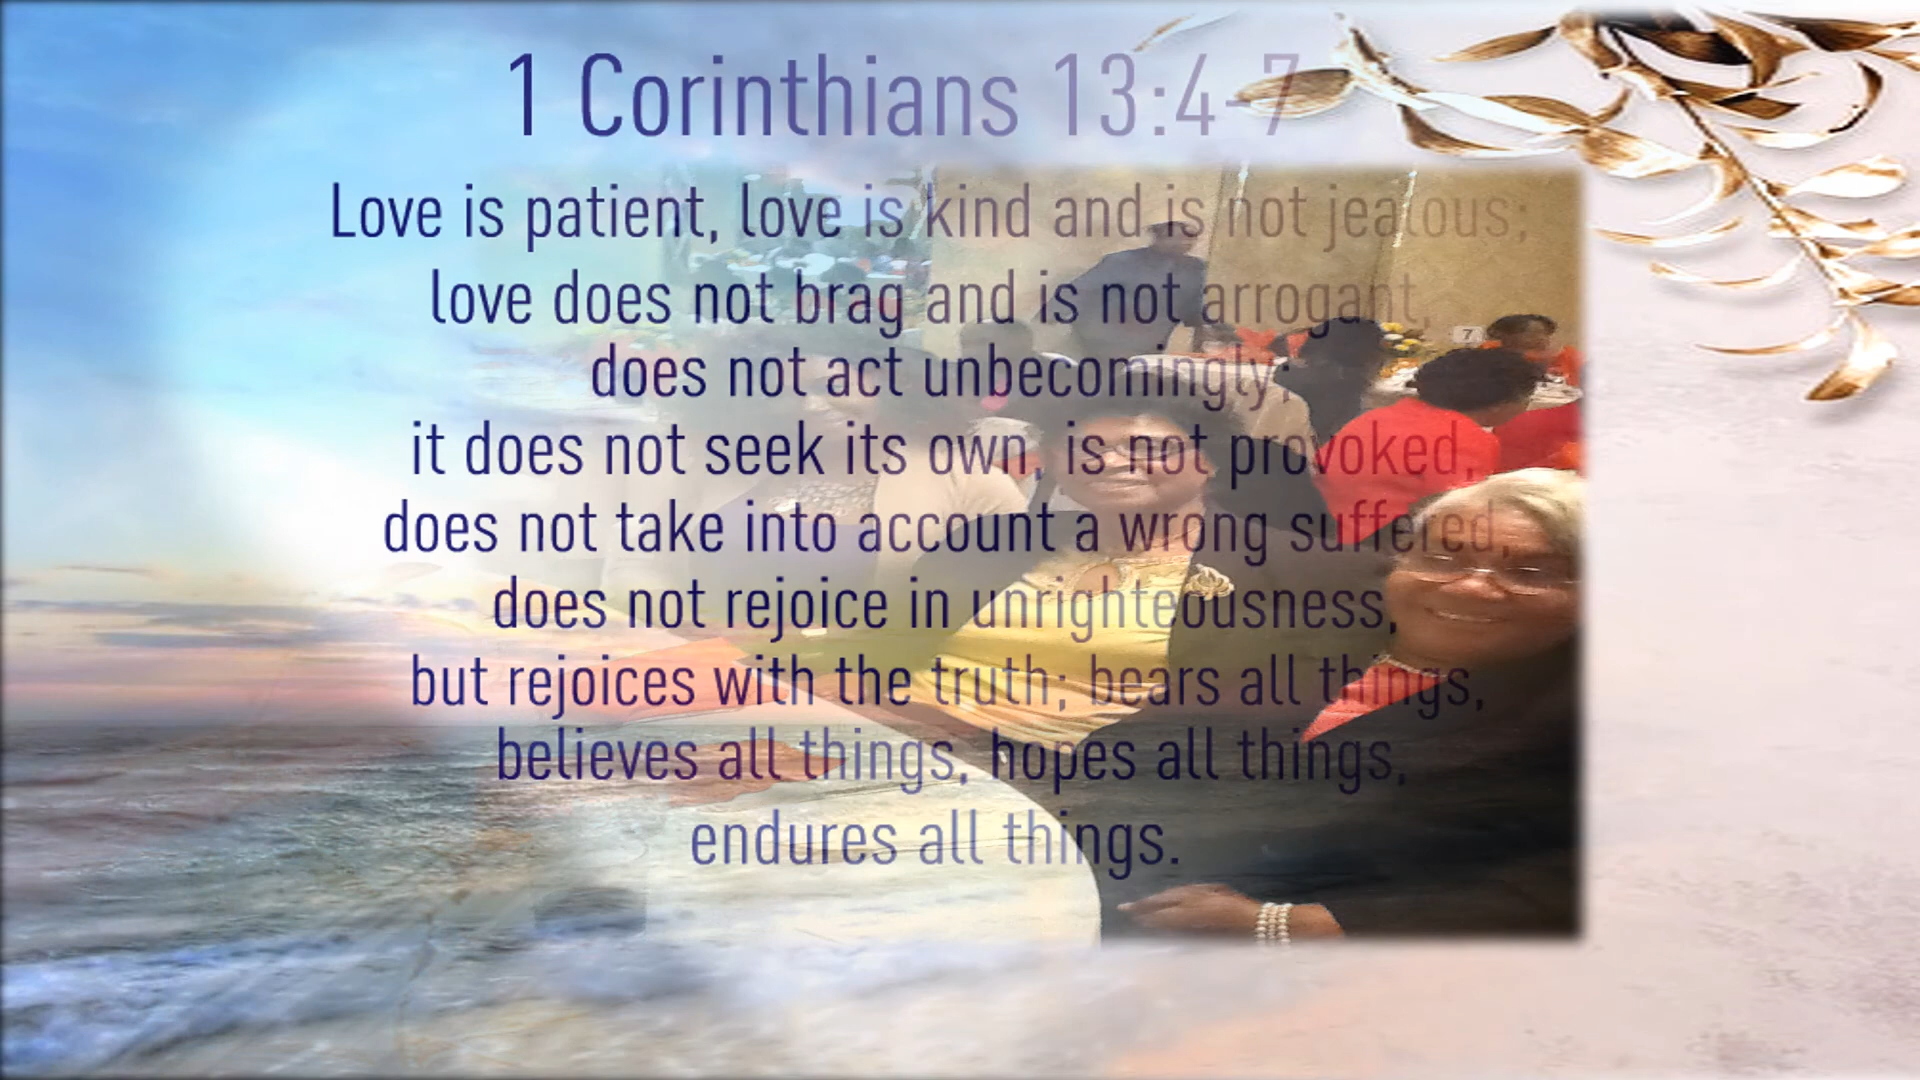 1 Corinthians 13:4-7
Love is patient, love is kind and is not jealous;
love does not brag and is not arrogant,
does not act unbecomingly;
it does not seek its own, is not provoked,
does not take into account a wrong suffered,
does not rejoice in unrighteousness,
but rejoices with the truth; bears all things,
believes all things, hopes all things,
endures all things.
7